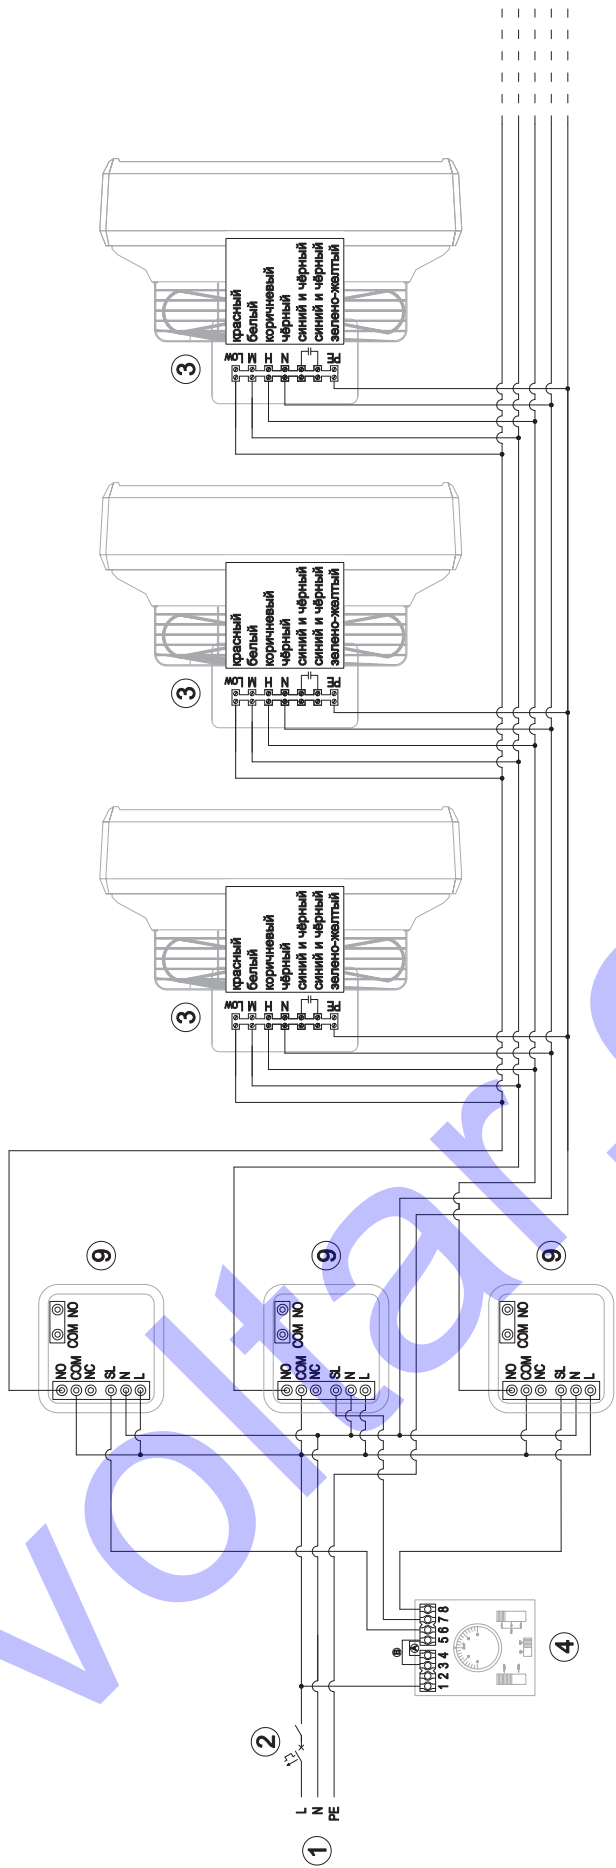 L
N
PE
1
2
1 2 3 4 5 6 7 8
A
B
4
NO
COM
NC
SL
N
L
COM NO
9
NO
COM
NC
SL
N
L
COM NO
9
NO
COM
NC
SL
N
L
COM NO
9
3
LOW
M
H
N
PE
красный
белый
коричневый
чёрный
синий и чёрный
синий и чёрный
зелено-желтый
3
LOW
M
H
N
PE
красный
белый
коричневый
чёрный
синий и чёрный
синий и чёрный
зелено-желтый
3
LOW
M
H
N
PE
красный
белый
коричневый
чёрный
синий и чёрный
синий и чёрный
зелено-желтый
voltar